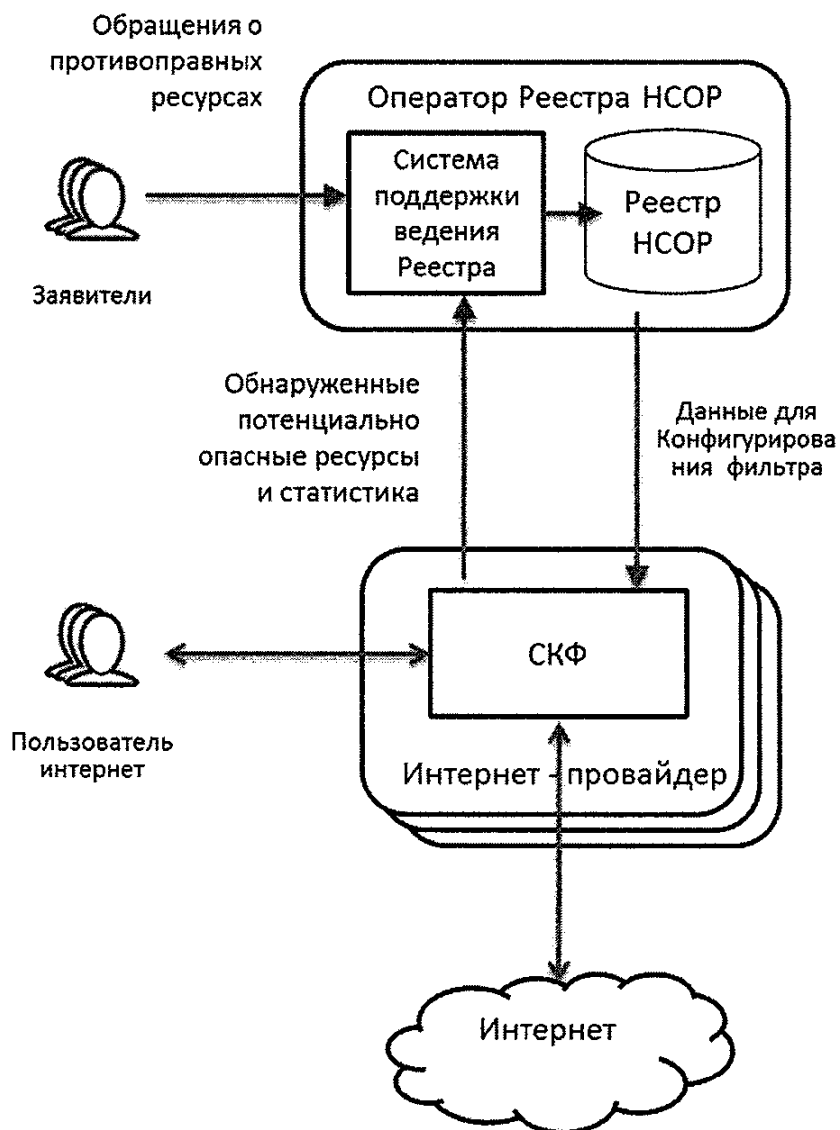 Обращения о
противоправных
ресурсах
Оператор Реестра НСОР
Система
поддержки
ведения
Реестра
Реестр
НСОР
Заявители
Обнаруженные
потенциально
опасные ресурсы
и статистика
Данные для
Конфигурирова
ния фильтра
СКФ
Пользователь
интернет
Интернет - провайдер
Интернет